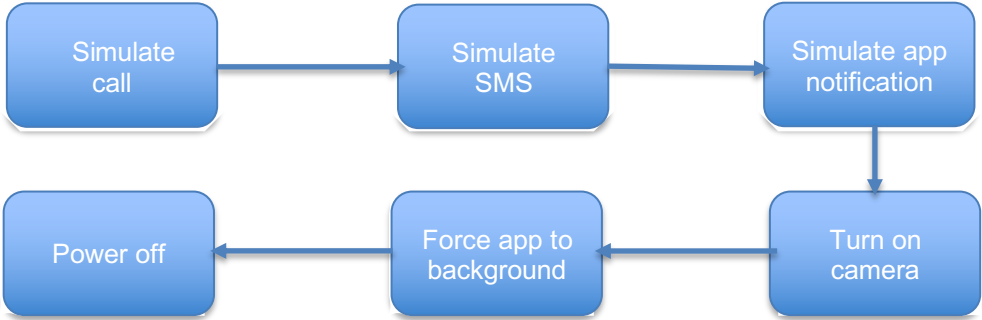 Simulate
call
Simulate
SMS
Simulate app
notification
Turn on
camera
Force app to
background
Power off